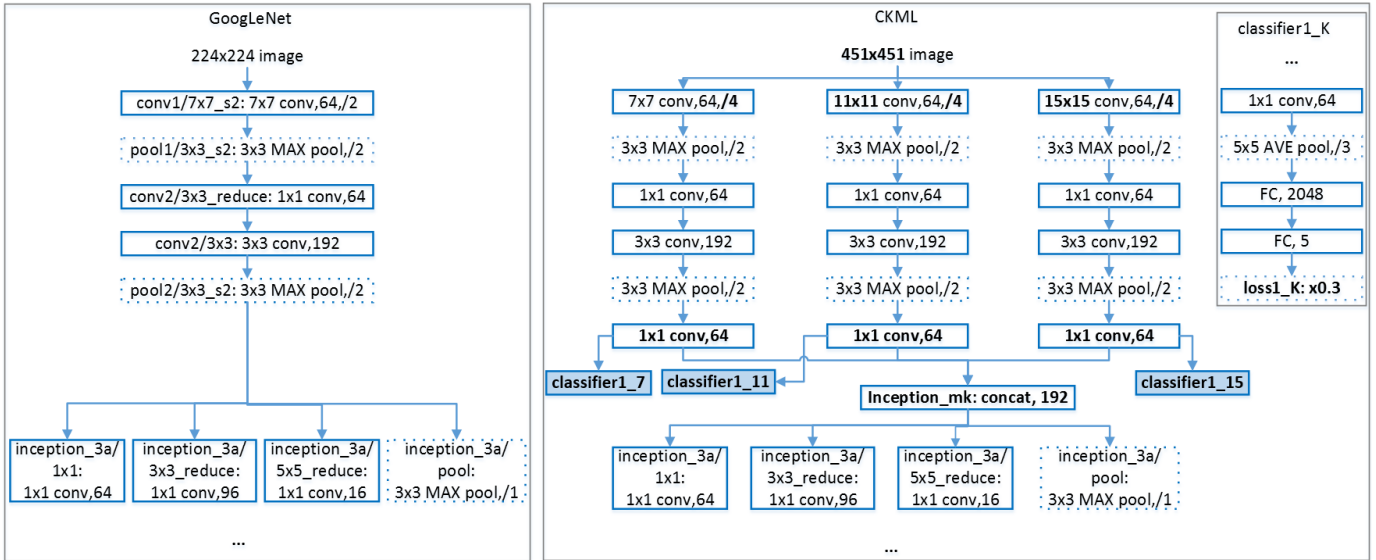 GoogLeNet
224x224 image
conv1/7x7_s2: 7x7 conv,64,/2
pool1/3x3_s2: 3x3 MAX pool,/2
conv2/3x3_reduce: 1x1 conv,64
conv2/3x3: 3x3 conv,192
pool2/3x3_s2: 3x3 MAX pool,/2
inception_3a/
1x1:
1x1 conv,64
inception_3a/
3x3_reduce:
1x1 conv,96
inception_3a/
5x5_reduce:
1x1 conv,16
inception_3a/
pool:
3x3 MAX pool,/1
...
CKML
451x451 image
7x7 conv,64,/4
3x3 MAX pool,/2
1x1 conv,64
3x3 conv,192
3x3 MAX pool,/2
1x1 conv,64
classifier1_7
11x11 conv,64,/4
3x3 MAX pool,/2
1x1 conv,64
3x3 conv,192
3x3 MAX pool,/2
1x1 conv,64
classifier1_11
15x15 conv,64,/4
3x3 MAX pool,/2
1x1 conv,64
3x3 conv,192
3x3 MAX pool,/2
1x1 conv,64
classifier1_15
Inception_mk: concat, 192
inception_3a/
1x1:
1x1 conv,64
inception_3a/
3x3_reduce:
1x1 conv,96
inception_3a/
5x5_reduce:
1x1 conv,16
inception_3a/
pool:
3x3 MAX pool,/1
...
classifier1_K
...
1x1 conv,64
5x5 AVE pool,/3
FC, 2048
FC, 5
loss1_K: x0.3